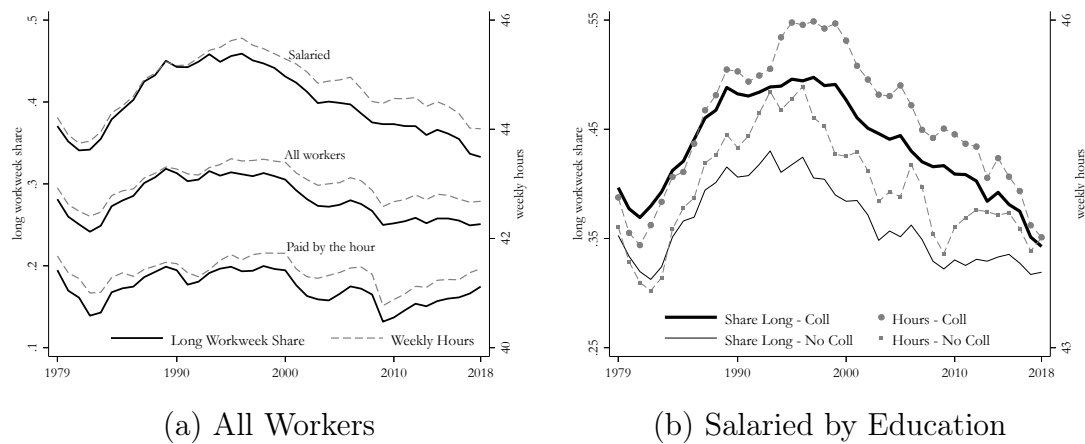 .5
.4
.3
.2
.1
long workweek share
46
44
42
40
weekly hours
Salaried
All workers
Paid by the hour
Long Workweek Share
Weekly Hours
1979
1990
2000
2010
2018
(a) All Workers
.55
.45
.35
.25
long workweek share
46
43
weekly hours
Share Long - Coll
Hours - Coll
Share Long - No Coll
Hours - No Coll
1979
1990
2000
2010
2018
(b) Salaried by Education